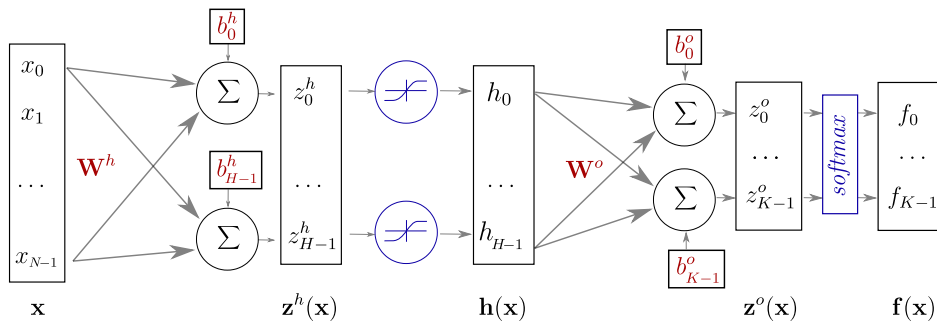 b_0^h
b_0^o
x_0
Σ
z_0^h
h_0
Σ
z_0^o
f_0
x_1
W^h
b_{H-1}^h
W^o
softmax
...
...
...
...
...
x_{N-1}
Σ
z_{H-1}^h
h_{H-1}
Σ
z_{K-1}^o
f_{K-1}
b_{K-1}^o
x
z^h(x)
h(x)
z^o(x)
f(x)